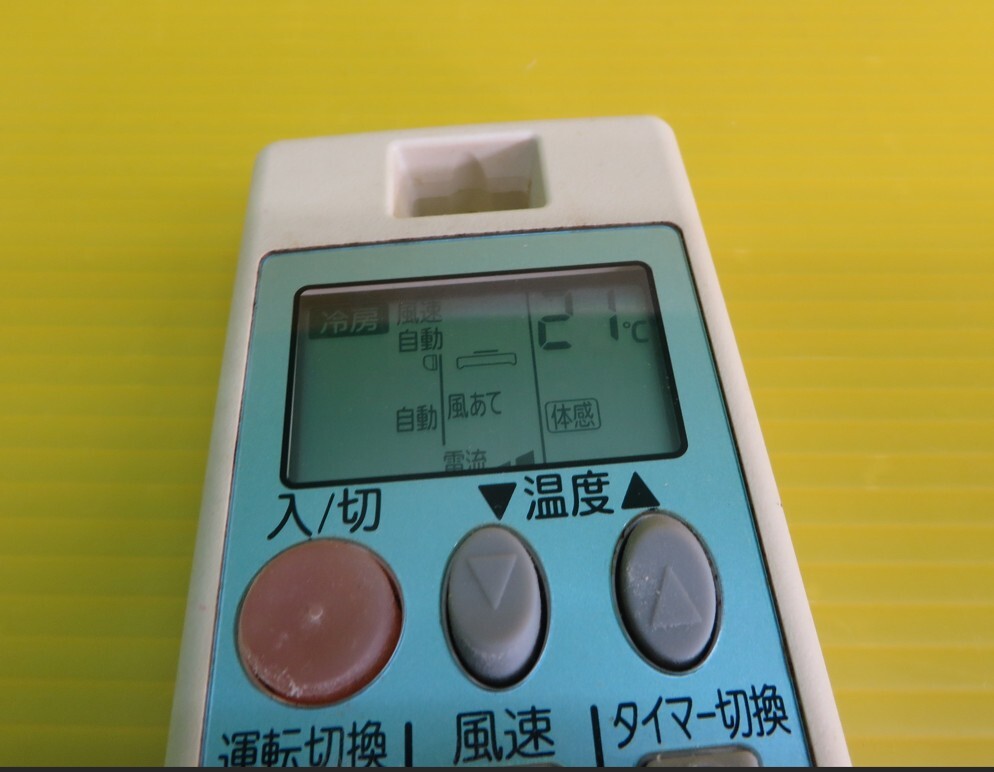 冷房 風速 21℃
自動
自動 風あて 体感
電流
入/切 ▼温度▲
運転切換 風速 タイマー切換